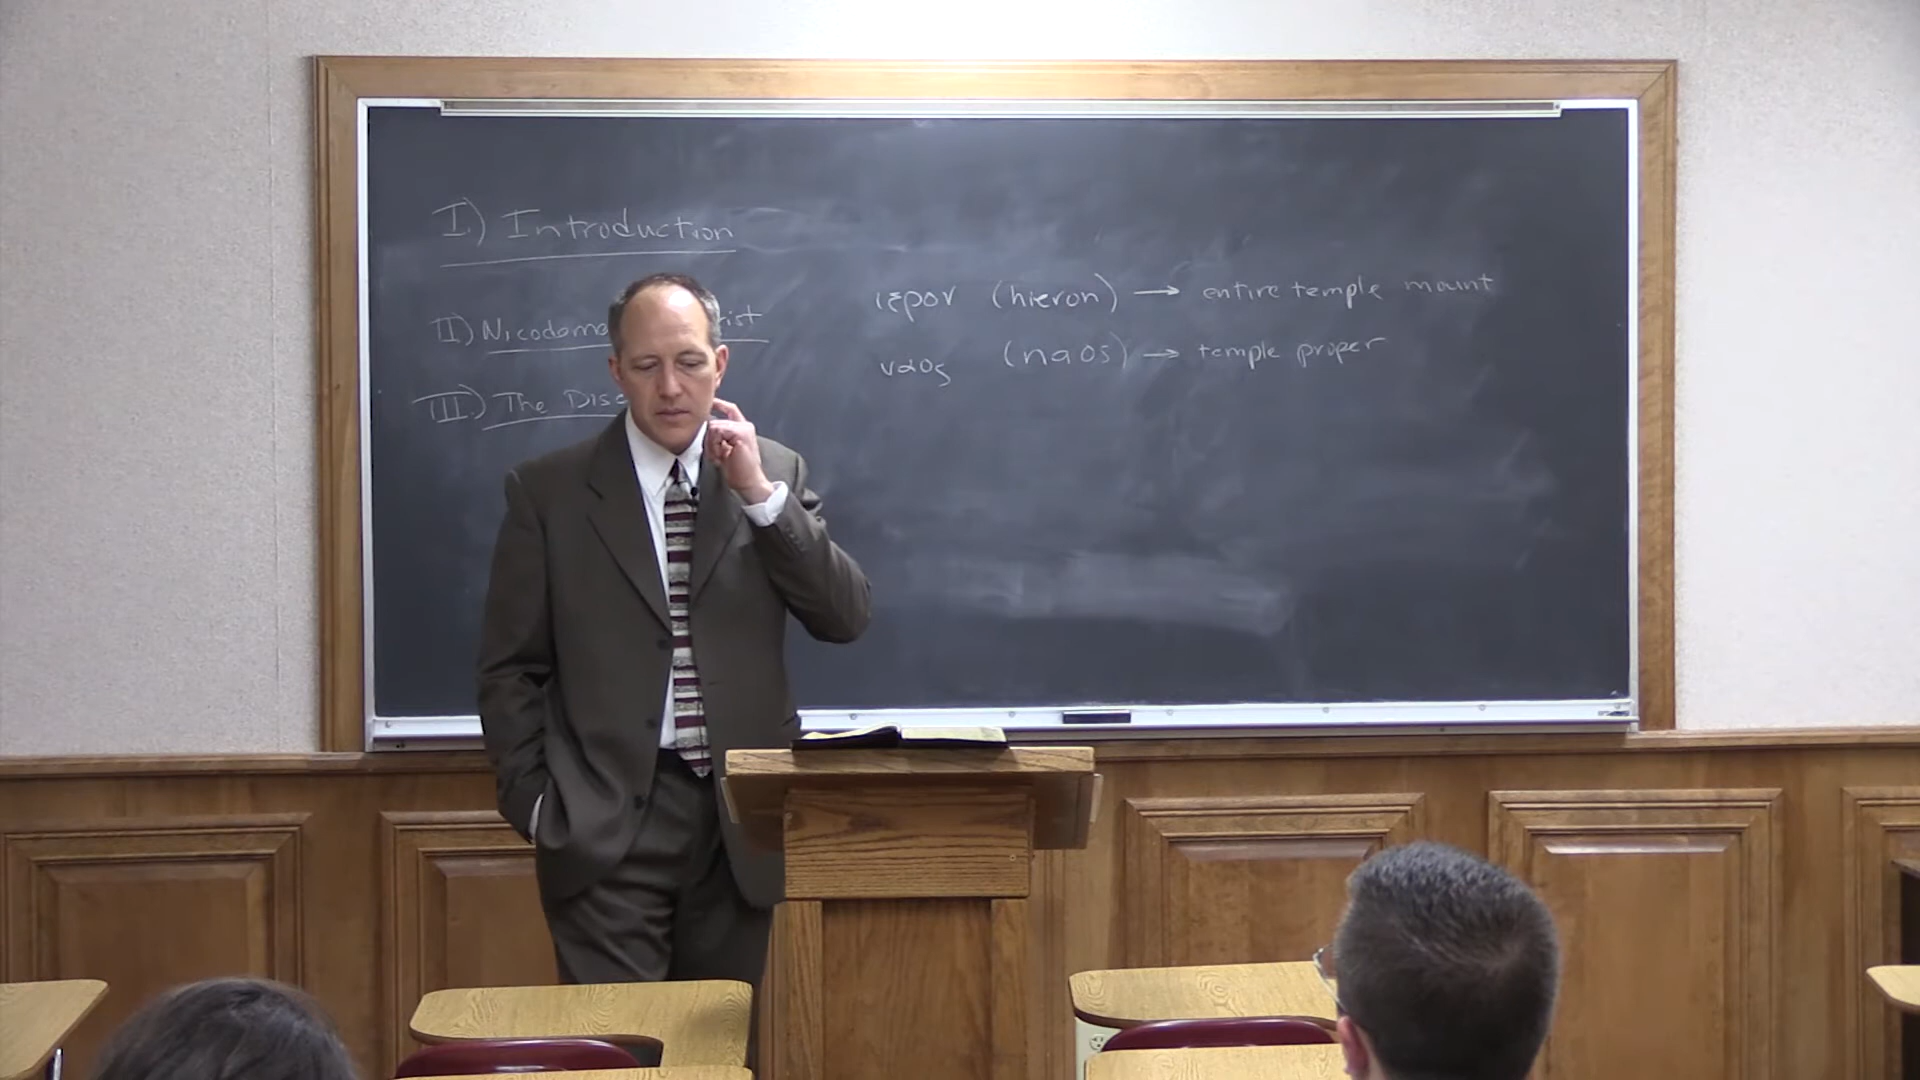 I.) Introduction
II) Nicodem
III.) The Disc
ιερον (hieron) → entire temple mount
ναος (naos) → temple proper